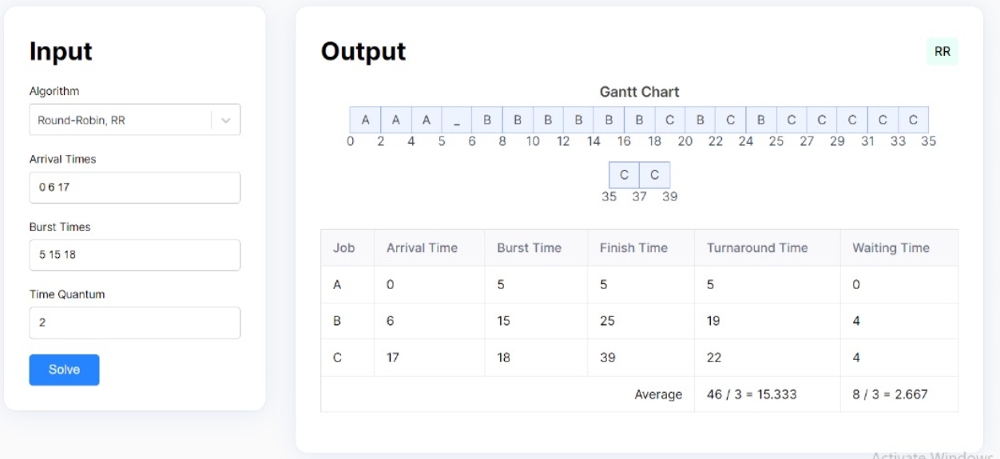 Input
Algorithm
Round-Robin, RR
Arrival Times
0 6 17
Burst Times
5 15 18
Time Quantum
2
Solve
Output
RR
Gantt Chart
A A A _ B B B B B B C B C B C C C C C
0 2 4 5 6 8 10 12 14 16 18 20 22 24 25 27 29 31 33 35
C C
35 37 39
Job Arrival Time Burst Time Finish Time Turnaround Time Waiting Time
A 0 5 5 5 0
B 6 15 25 19 4
C 17 18 39 22 4
Average 46 / 3 = 15.333 8 / 3 = 2.667
Activate Windows